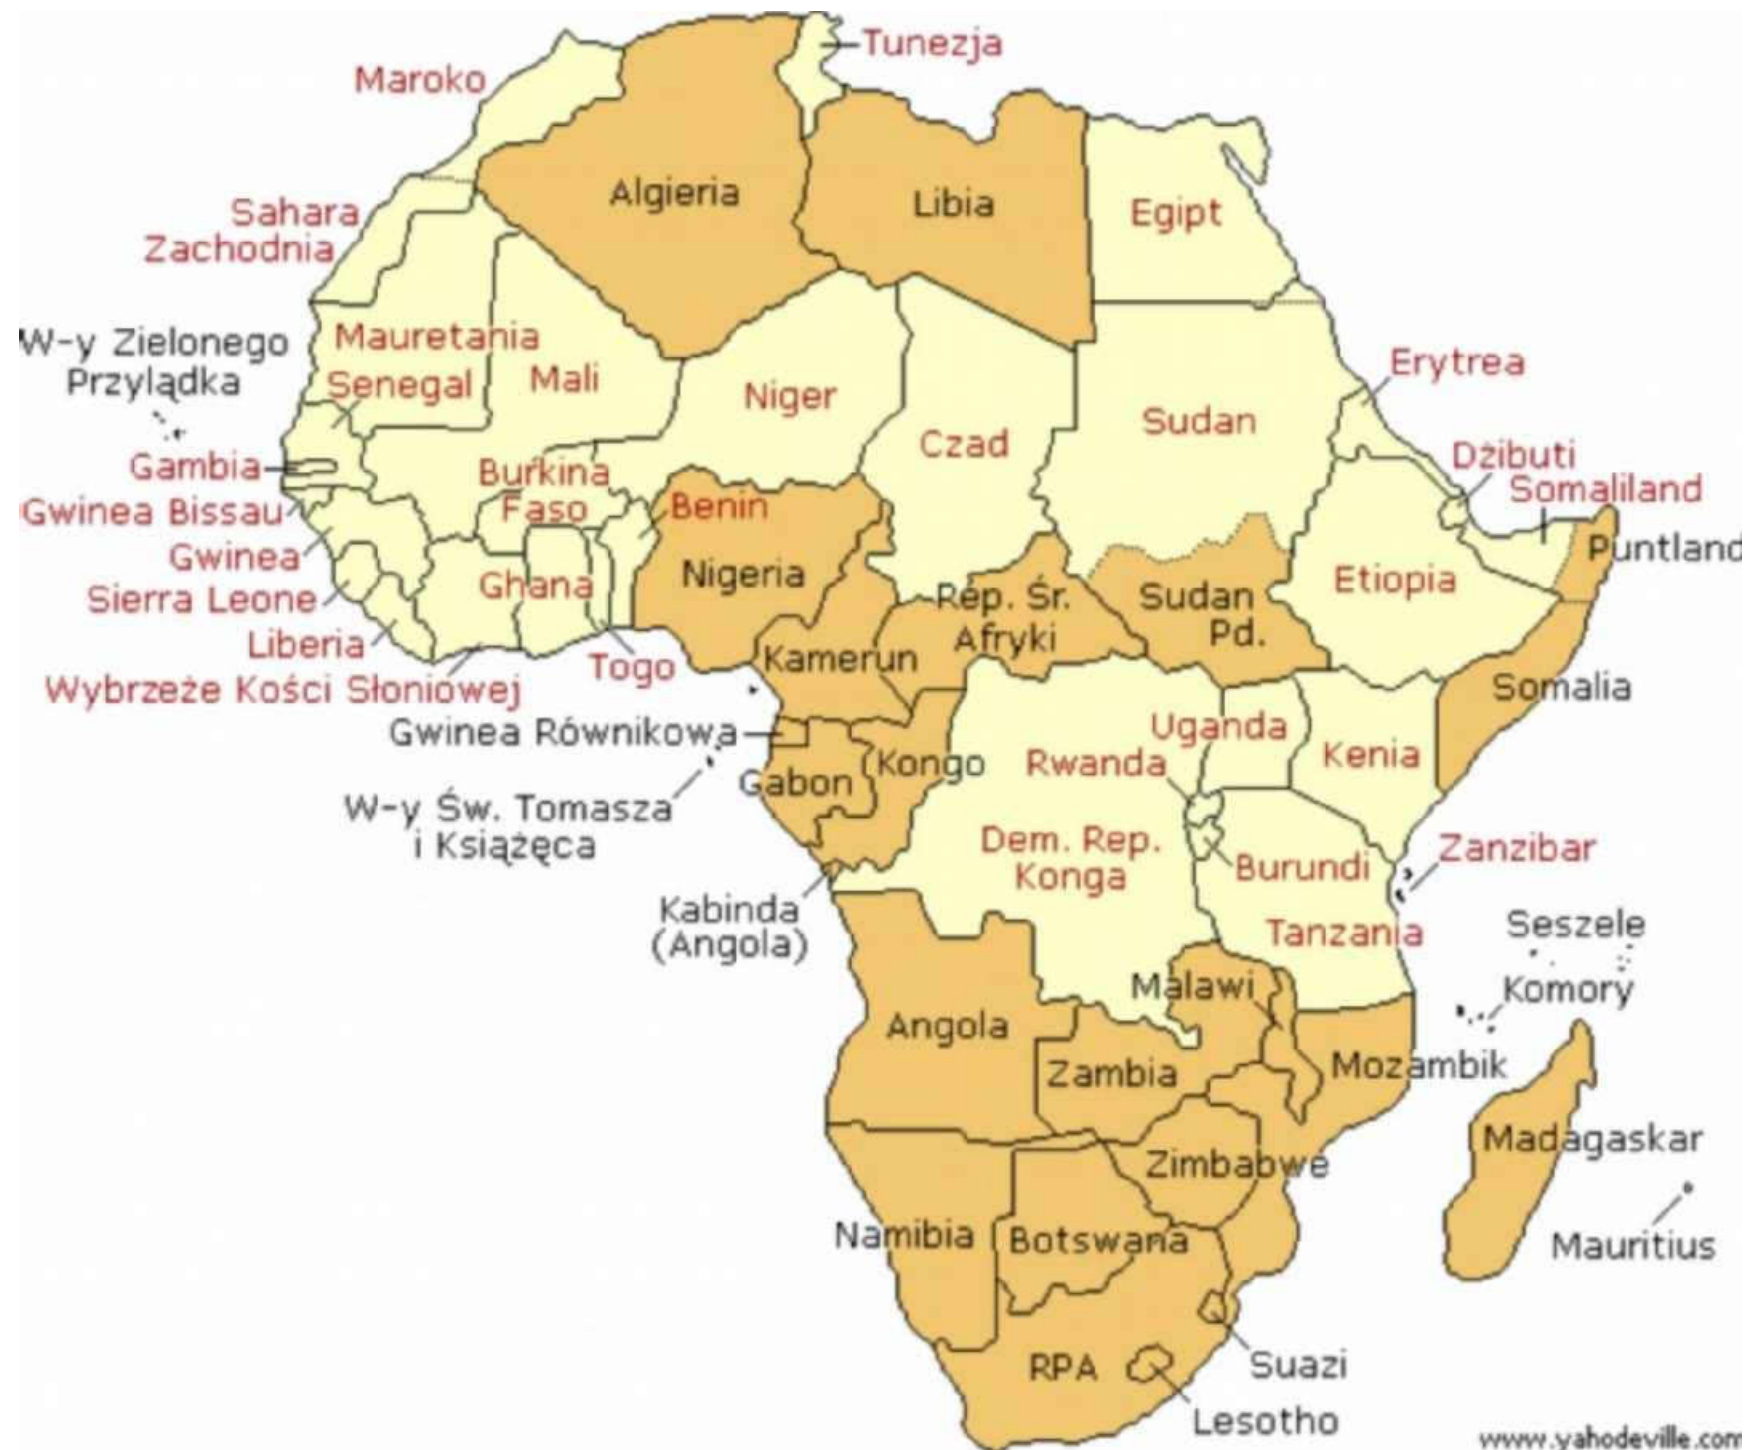 Tunezja
Maroko
Algieria
Libia
Egipt
Sahara
Zachodnia
W-y Zielonego
Przylądka
Mauretania
Senegal
Mali
Niger
Czad
Sudan
Erytrea
Gambia
Burkina
Faso
Benin
Dżibuti
Somaliland
Gwinea Bissau
Puntland
Gwinea
Nigeria
Etiopia
Sierra Leone
Ghana
Rep. Śr.
Afryki
Sudan
Pd.
Liberia
Togo
Kamerun
Wybrzeże Kości Słoniowej
Somalia
Gwinea Równikowa
Uganda
Kenia
Gabon
Kongo
Rwanda
W-y Św. Tomasza
i Książęca
Dem. Rep.
Konga
Burundi
Zanzibar
Kabinda
(Angola)
Tanzania
Seszele
Malawi
Komory
Angola
Zambia
Mozambik
Madagaskar
Zimbabwe
Namibia
Botswana
Mauritius
RPA
Suazi
Lesotho
www.yahodeville.com